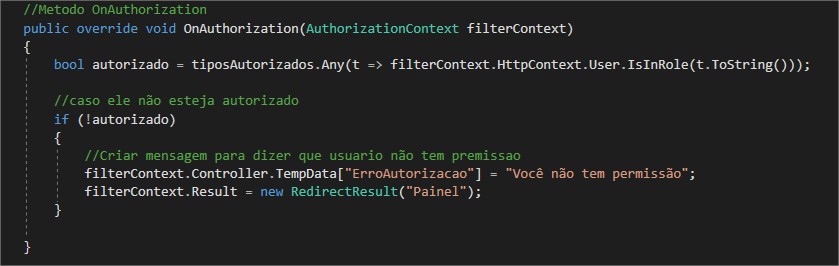 //Metodo OnAuthorization
public override void OnAuthorization(AuthorizationContext filterContext)
{
bool autorizado = tiposAutorizados.Any(t => filterContext.HttpContext.User.IsInRole(t.ToString()));
//caso ele não esteja autorizado
if (!autorizado)
{
//Criar mensagem para dizer que usuario não tem premissao
filterContext.Controller.TempData["ErroAutorizacao"] = "Você não tem permissão";
filterContext.Result = new RedirectResult("Painel");
}
}